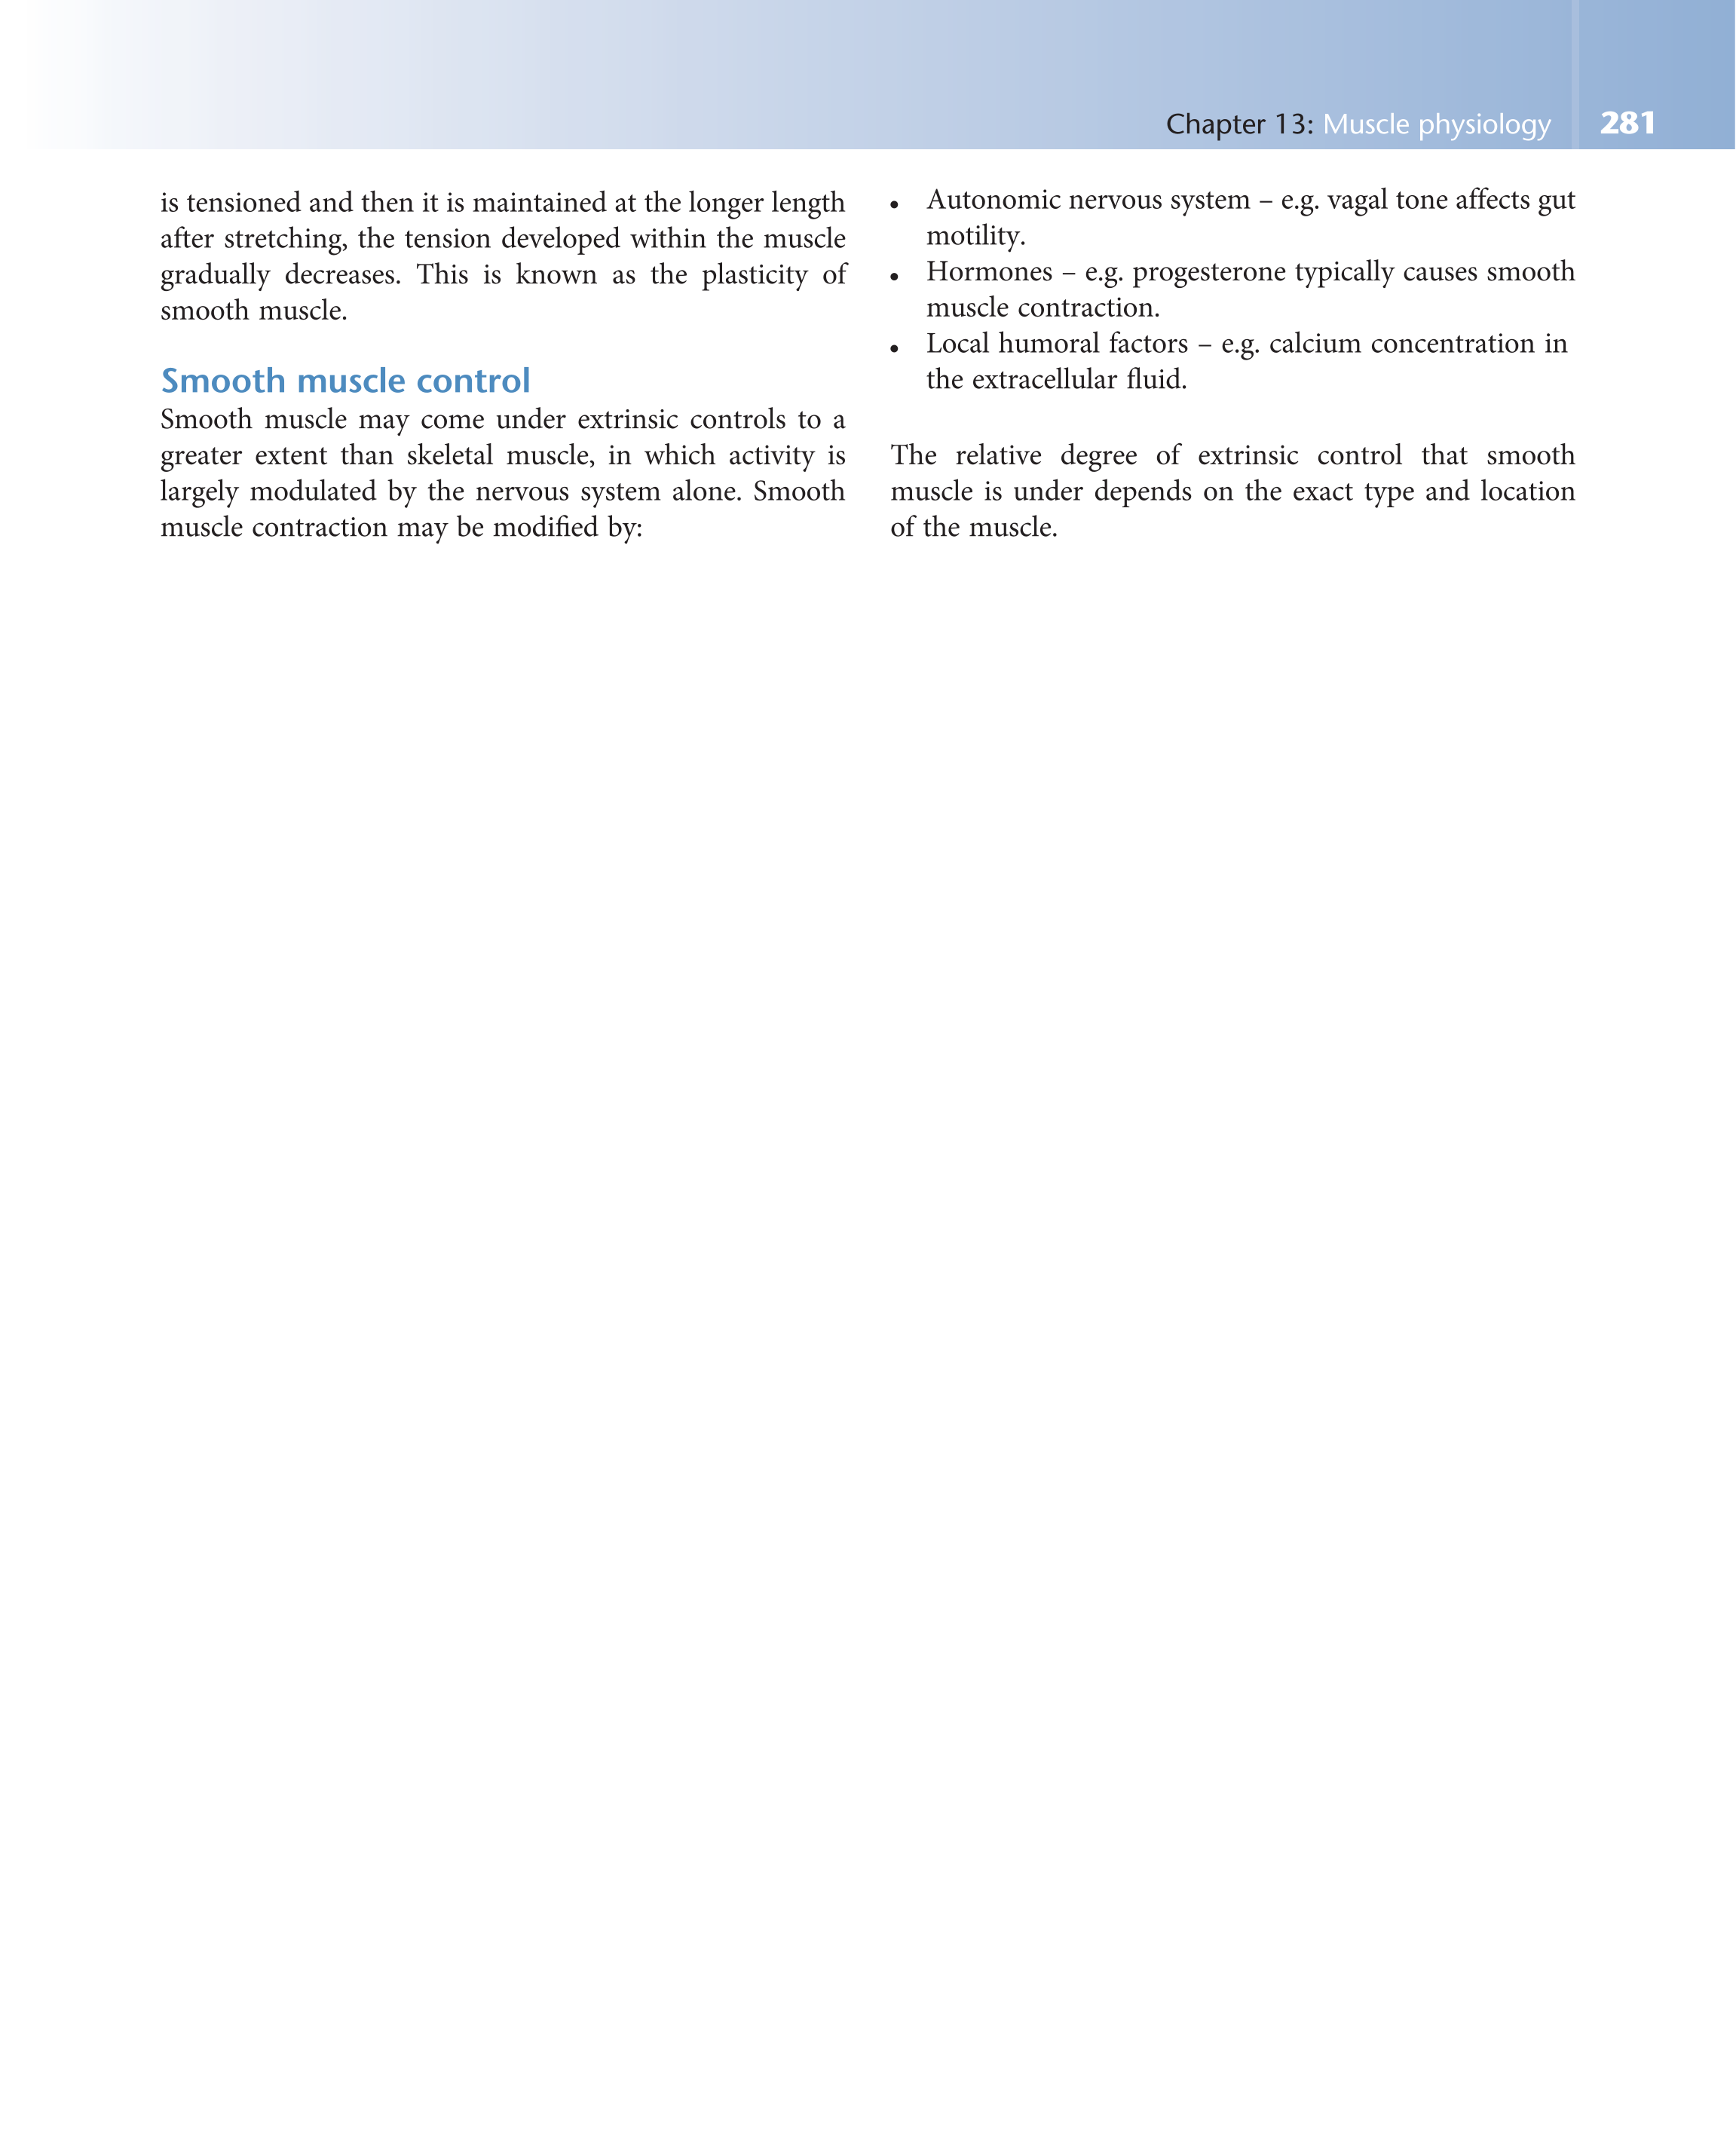 Chapter 13: Muscle physiology 281
is tensioned and then it is maintained at the longer length
after stretching, the tension developed within the muscle
gradually decreases. This is known as the plasticity of
smooth muscle.
Smooth muscle control
Smooth muscle may come under extrinsic controls to a
greater extent than skeletal muscle, in which activity is
largely modulated by the nervous system alone. Smooth
muscle contraction may be modified by:
• Autonomic nervous system – e.g. vagal tone affects gut
motility.
• Hormones – e.g. progesterone typically causes smooth
muscle contraction.
• Local humoral factors – e.g. calcium concentration in
the extracellular fluid.
The relative degree of extrinsic control that smooth
muscle is under depends on the exact type and location
of the muscle.